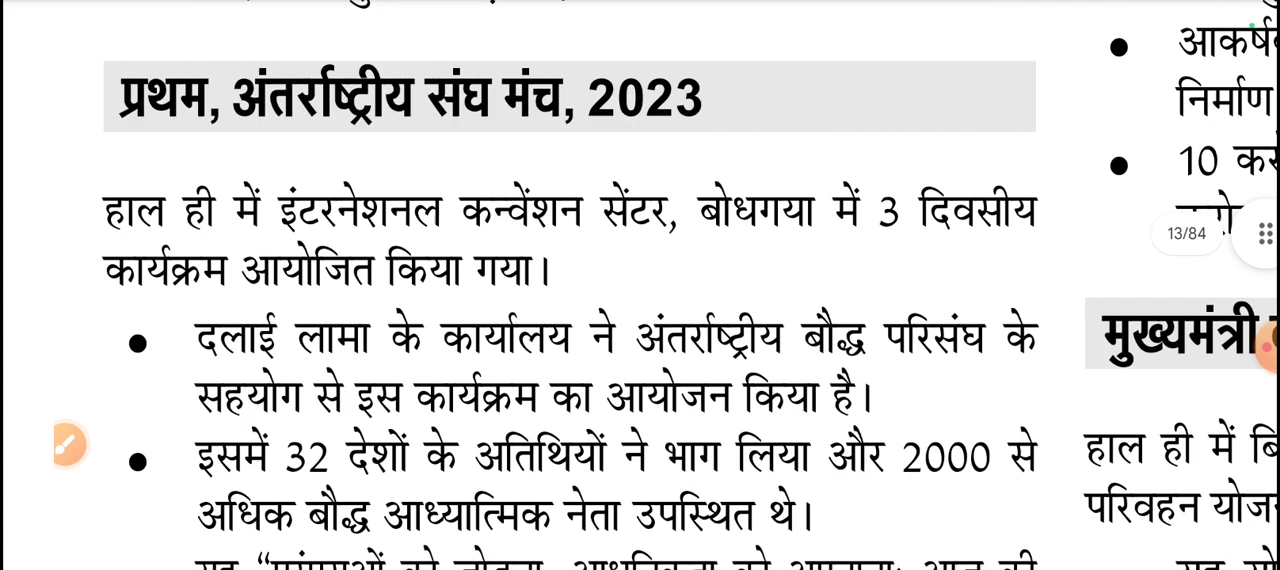 प्रथम, अंतर्राष्ट्रीय संघ मंच, 2023
हाल ही में इंटरनेशनल कन्वेंशन सेंटर, बोधगया में 3 दिवसीय
कार्यक्रम आयोजित किया गया।
● दलाई लामा के कार्यालय ने अंतर्राष्ट्रीय बौद्ध परिसंघ के
सहयोग से इस कार्यक्रम का आयोजन किया है।
● इसमें 32 देशों के अतिथियों ने भाग लिया और 2000 से
अधिक बौद्ध आध्यात्मिक नेता उपस्थित थे।
●
निर्माण
● 10
13/84
मुख्यमंत्री
हाल ही में
परिवहन